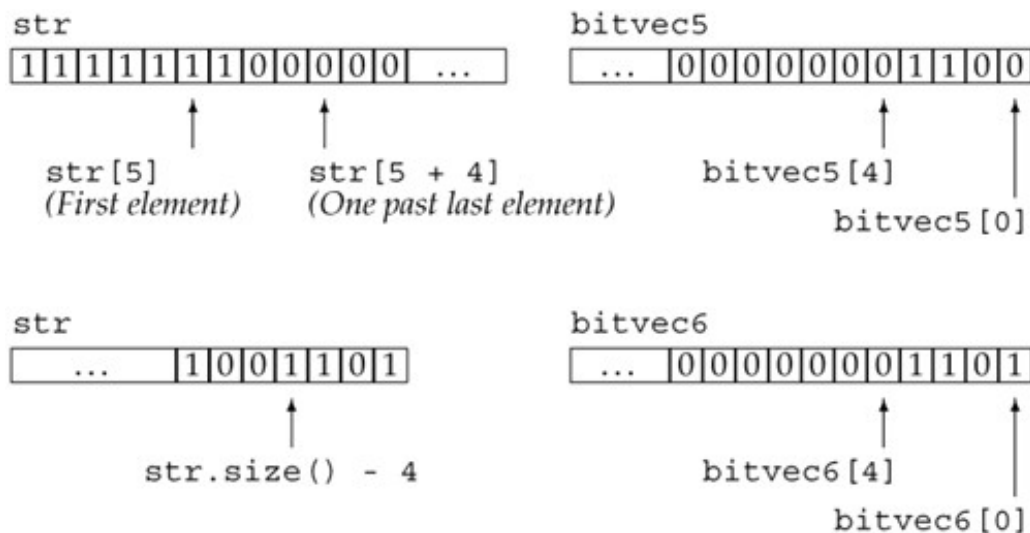 str
1 1 1 1 1 1 1 0 0 0 0 0 ...
str[5]
(First element)
str[5 + 4]
(One past last element)
bitvec5
... 0 0 0 0 0 0 0 1 1 0 0
bitvec5[4]
bitvec5[0]
str
... 1 0 0 1 1 0 1
str.size() - 4
bitvec6
... 0 0 0 0 0 0 0 1 1 0 1
bitvec6[4]
bitvec6[0]